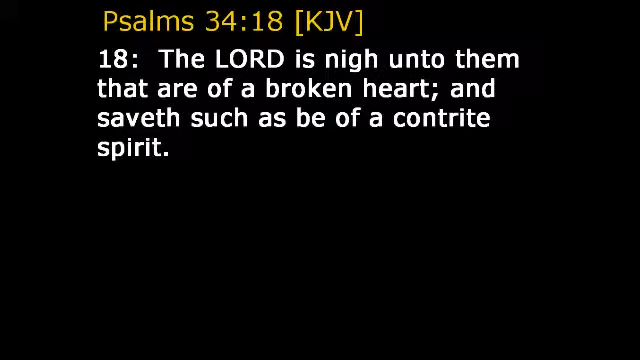 Psalms 34:18 [KJV]
18:  The LORD is nigh unto them
that are of a broken heart; and
saveth such as be of a contrite
spirit.